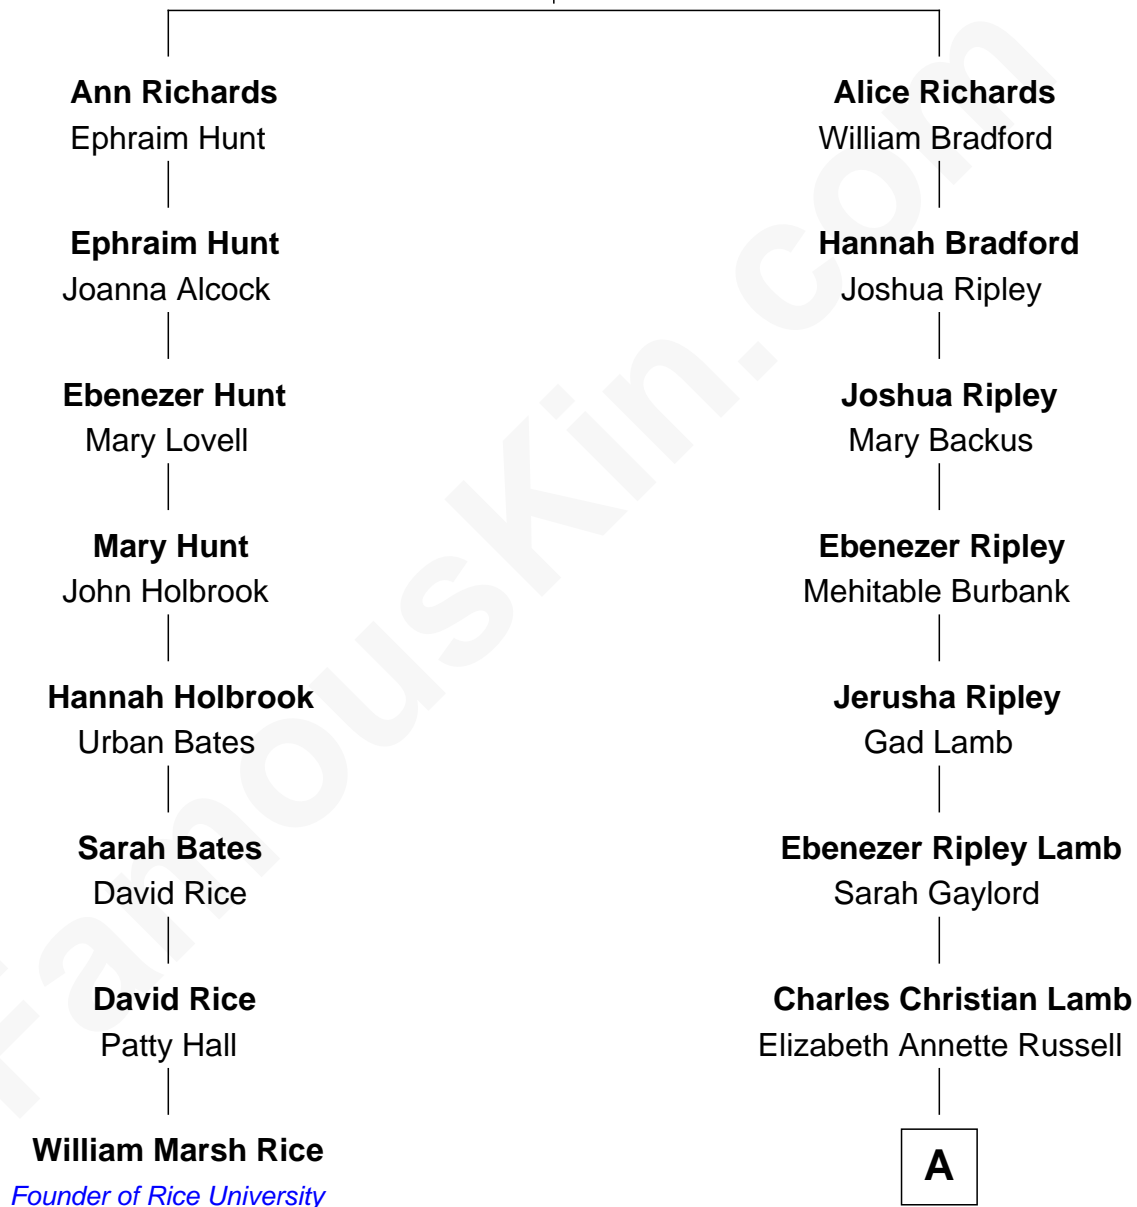 Ann Richards
Ephraim Hunt
Ephraim Hunt
Joanna Alcock
Ebenezer Hunt
Mary Lovell
Mary Hunt
John Holbrook
Hannah Holbrook
Urban Bates
Sarah Bates
David Rice
David Rice
Patty Hall
William Marsh Rice
Founder of Rice University
Alice Richards
William Bradford
Hannah Bradford
Joshua Ripley
Joshua Ripley
Mary Backus
Ebenezer Ripley
Mehitable Burbank
Jerusha Ripley
Gad Lamb
Ebenezer Ripley Lamb
Sarah Gaylord
Charles Christian Lamb
Elizabeth Annette Russell
A
FamousKin.com